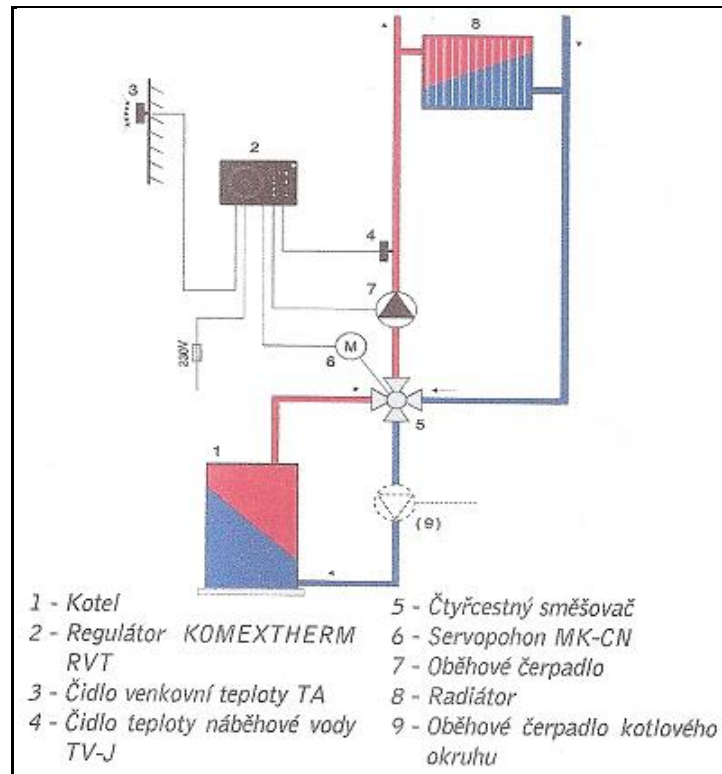 8
3
2
4
7
M
6
230V
5
1
(9)
1 - Kotel
2 - Regulátor KOMEXTHERM
RVT
3 - Čidlo venkovní teploty TA
4 - Čidlo teploty náběhové vody
TV-J
5 - Čtyřcestný směšovač
6 - Servopohon MK-CN
7 - Oběhové čerpadlo
8 - Radiátor
9 - Oběhové čerpadlo kotlového
okruhu